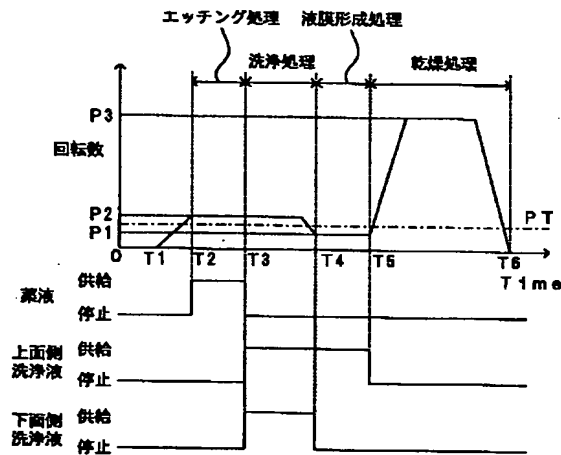 エッチング処理 液膜形成処理
洗浄処理 乾燥処理
P3
回転数
P2
PT
P1
0 T1 T2 T3 T4 T5 T6
Time
薬液 供給
停止
上面側洗浄液 供給
停止
下面側洗浄液 供給
停止